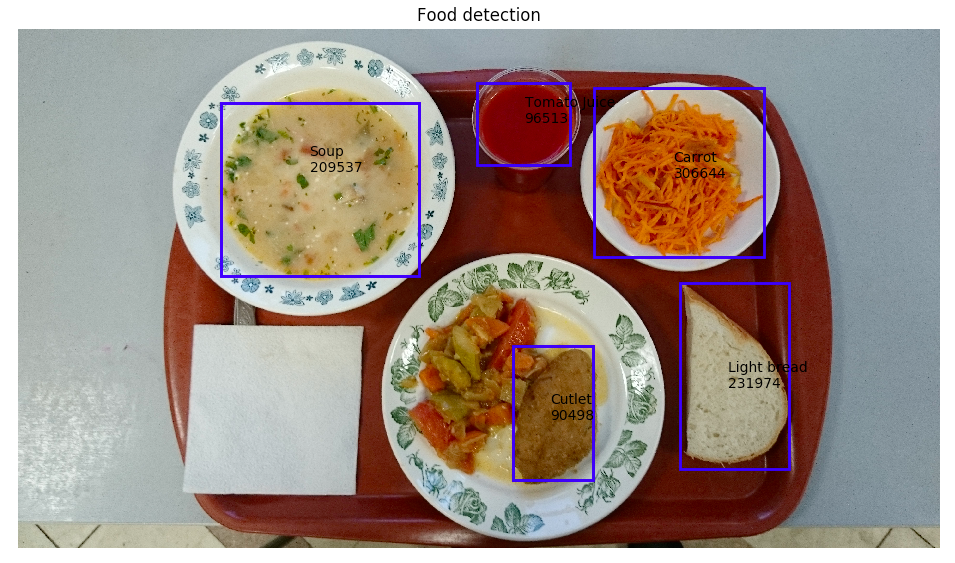 Food detection
Tomato juice
96513
Soup
209537
Carrot
306644
Light bread
231974
Cutlet
90498